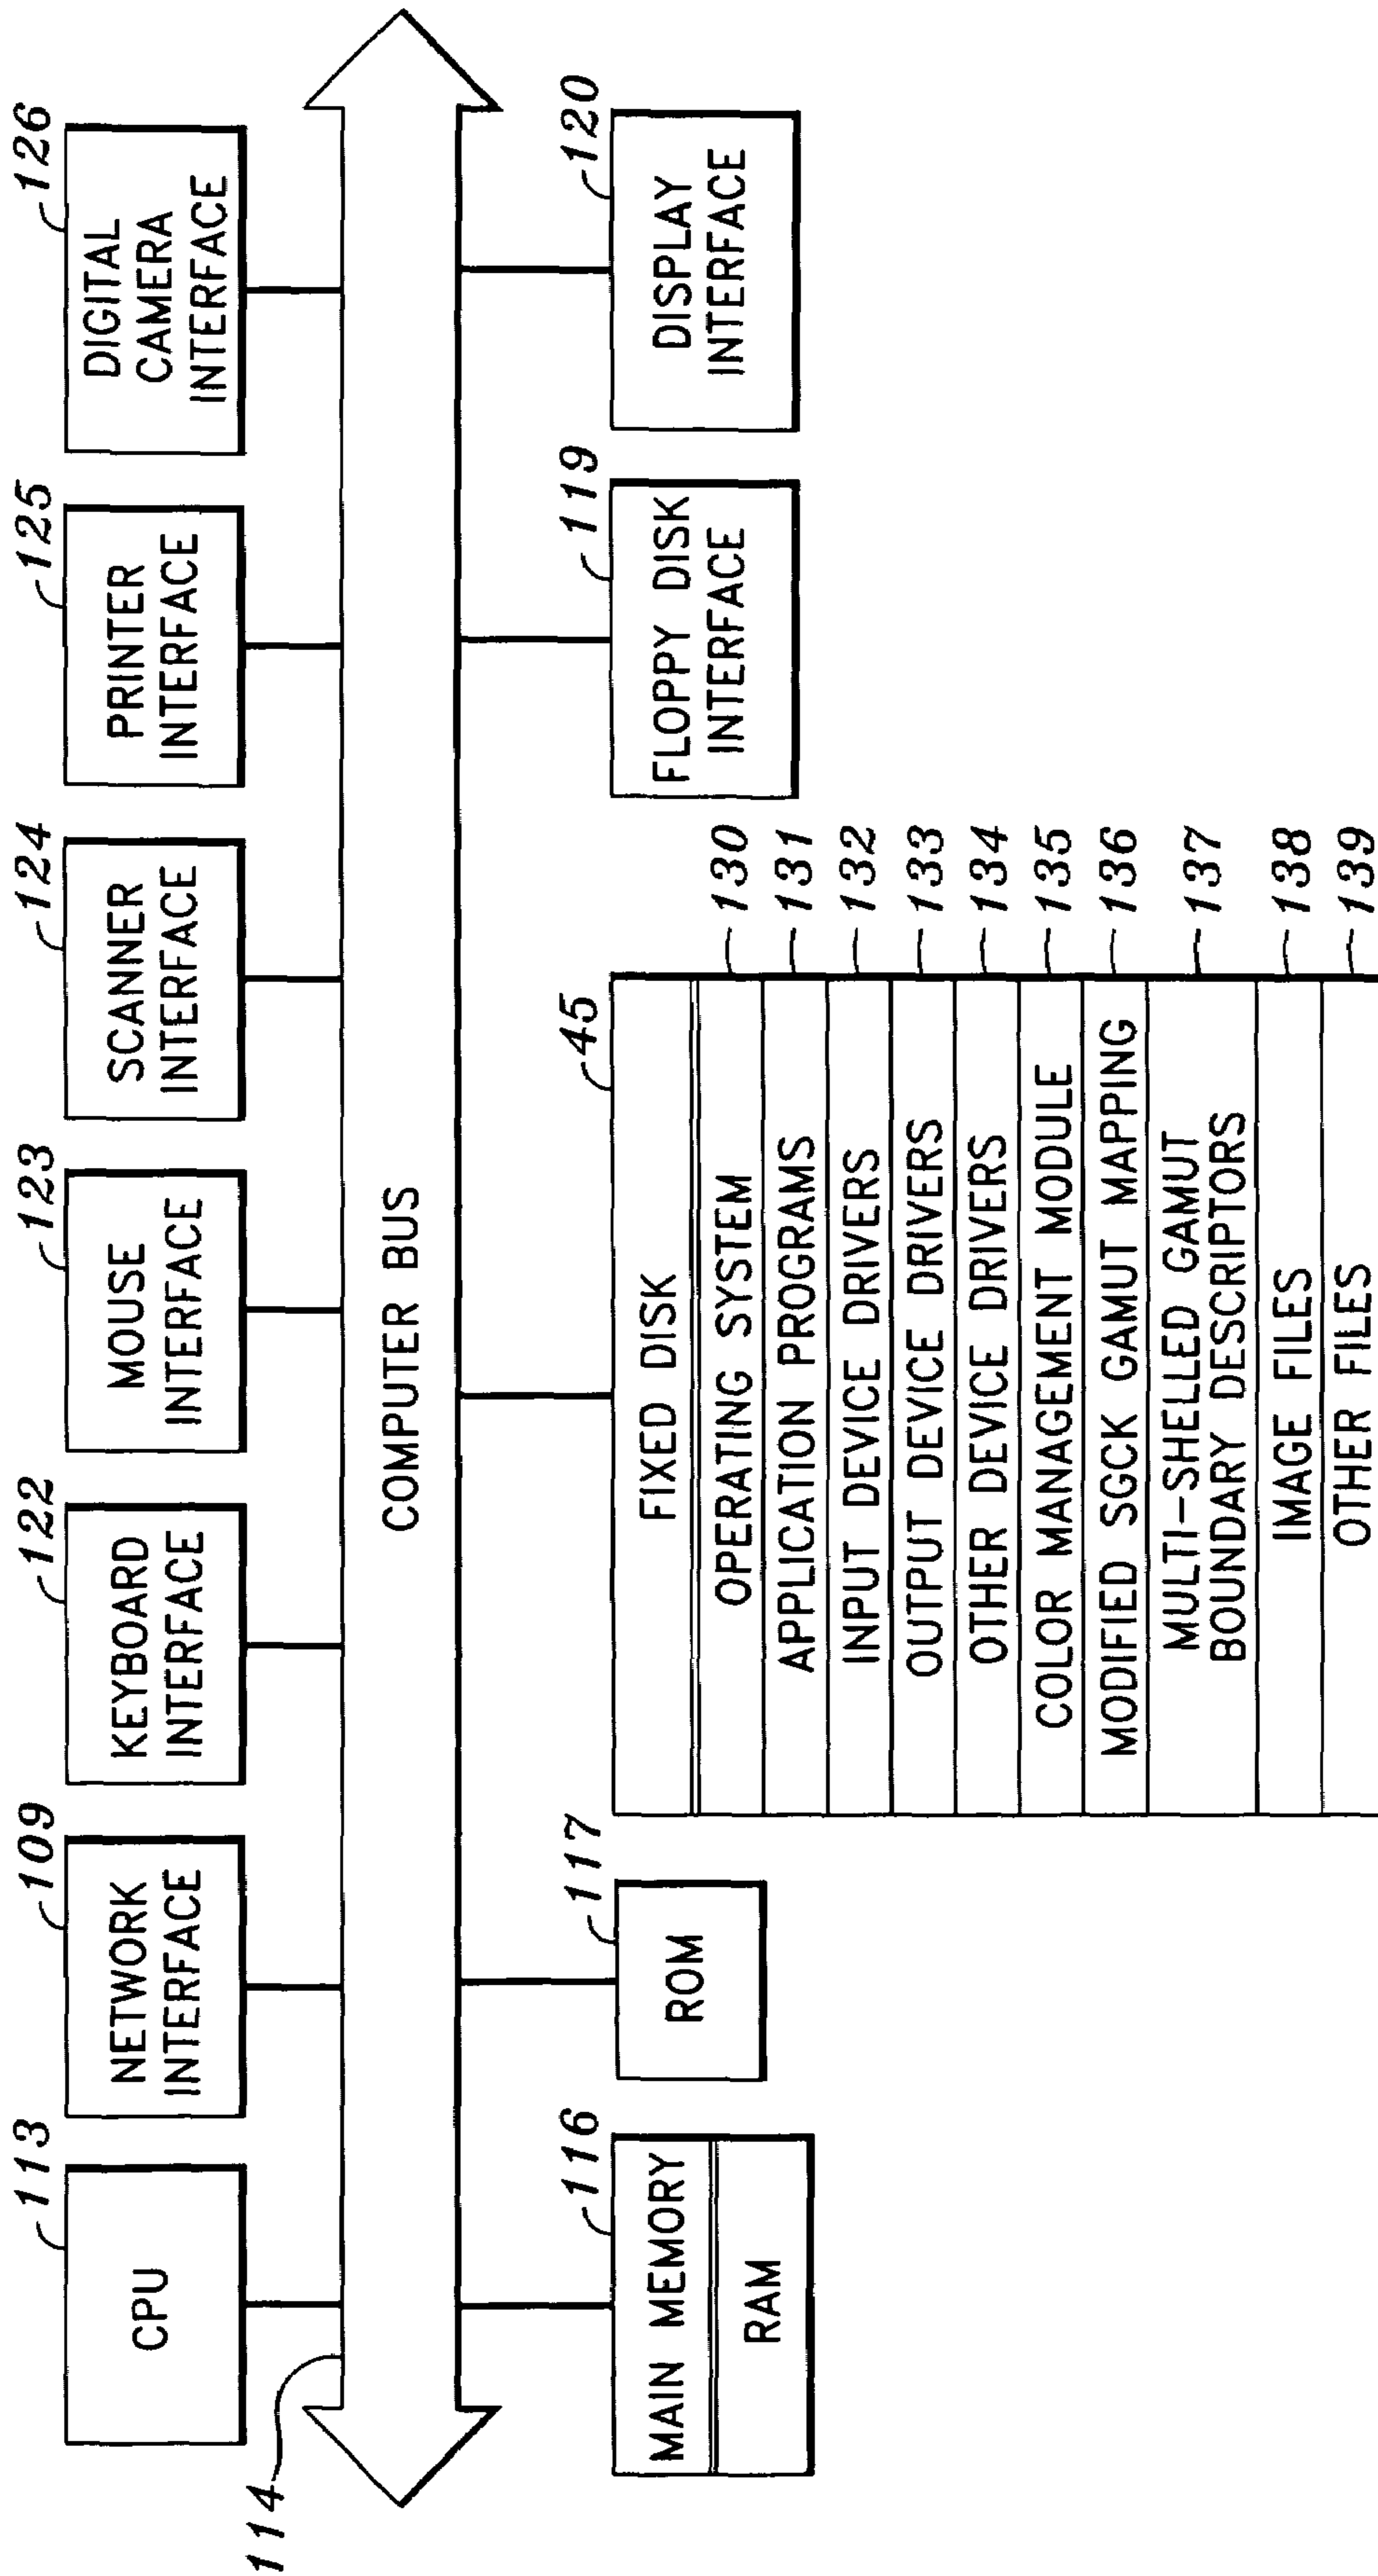 113
CPU
109
NETWORK
INTERFACE
122
KEYBOARD
INTERFACE
123
MOUSE
INTERFACE
124
SCANNER
INTERFACE
125
PRINTER
INTERFACE
126
DIGITAL
CAMERA
INTERFACE
114
COMPUTER BUS
116
MAIN MEMORY
RAM
117
ROM
45
FIXED DISK
OPERATING SYSTEM
130
APPLICATION PROGRAMS
131
INPUT DEVICE DRIVERS
132
OUTPUT DEVICE DRIVERS
133
OTHER DEVICE DRIVERS
134
COLOR MANAGEMENT MODULE
135
MODIFIED SGCK GAMUT MAPPING
136
MULTI-SHELLED GAMUT
BOUNDARY DESCRIPTORS
137
IMAGE FILES
138
OTHER FILES
139
119
FLOPPY DISK
INTERFACE
120
DISPLAY
INTERFACE